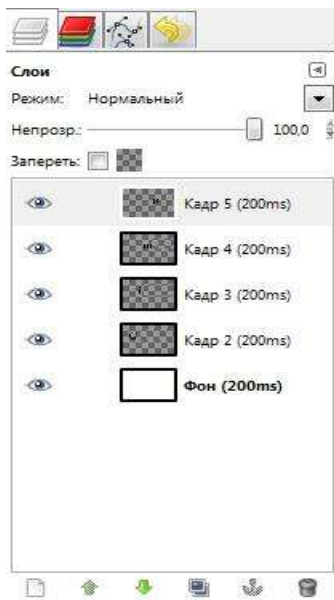 Слои
Режим: Нормальный
Непрозр.: 100,0
Запереть:
Кадр 5 (200ms)
Кадр 4 (200ms)
Кадр 3 (200ms)
Кадр 2 (200ms)
Фон (200ms)